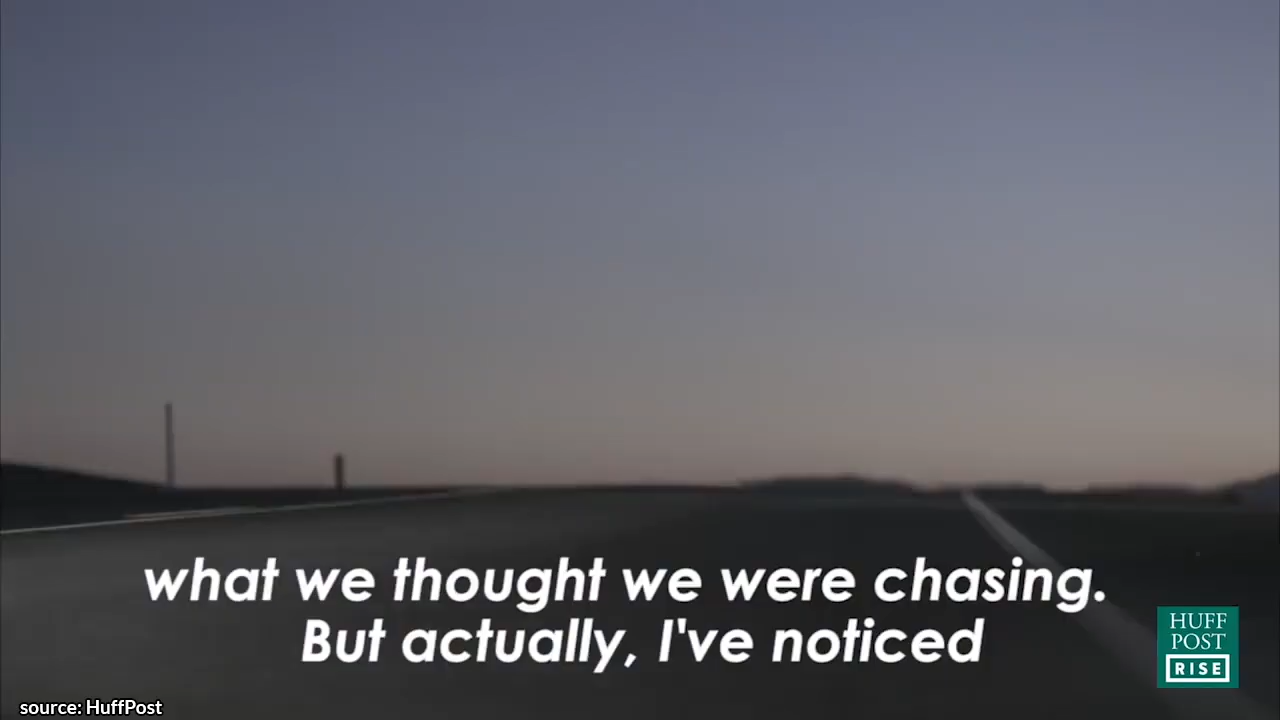 what we thought we were chasing.
But actually, I've noticed
HUFF
POST
RISE
source: HuffPost